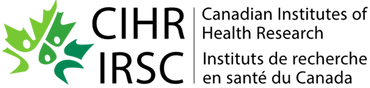 CIHR
IRSC
Canadian Institutes of
Health Research
Instituts de recherche
en santé du Canada